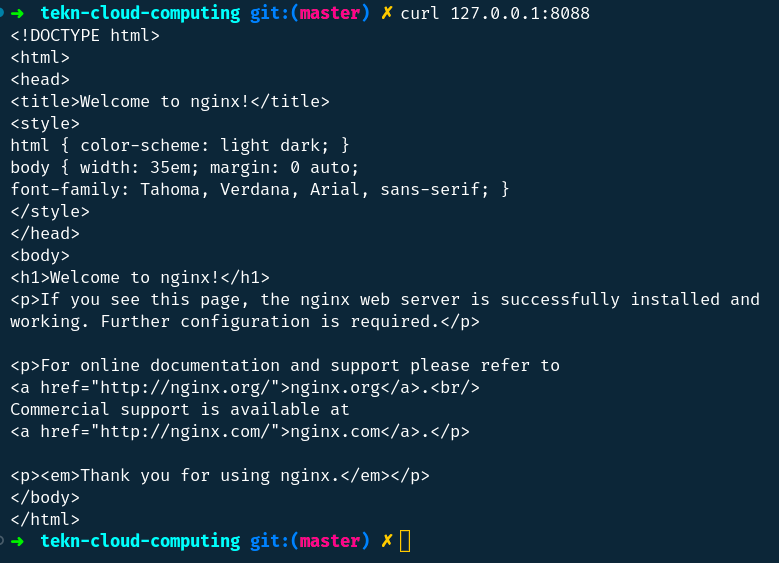 ➜ tekn-cloud-computing git:(master) ✗ curl 127.0.0.1:8088
<!DOCTYPE html>
<html>
<head>
<title>Welcome to nginx!</title>
<style>
html { color-scheme: light dark; }
body { width: 35em; margin: 0 auto;
font-family: Tahoma, Verdana, Arial, sans-serif; }
</style>
</head>
<body>
<h1>Welcome to nginx!</h1>
<p>If you see this page, the nginx web server is successfully installed and
working. Further configuration is required.</p>

<p>For online documentation and support please refer to
<a href="http://nginx.org/">nginx.org</a>.<br/>
Commercial support is available at
<a href="http://nginx.com/">nginx.com</a>.</p>

<p><em>Thank you for using nginx.</em></p>
</body>
</html>
➜ tekn-cloud-computing git:(master) ✗